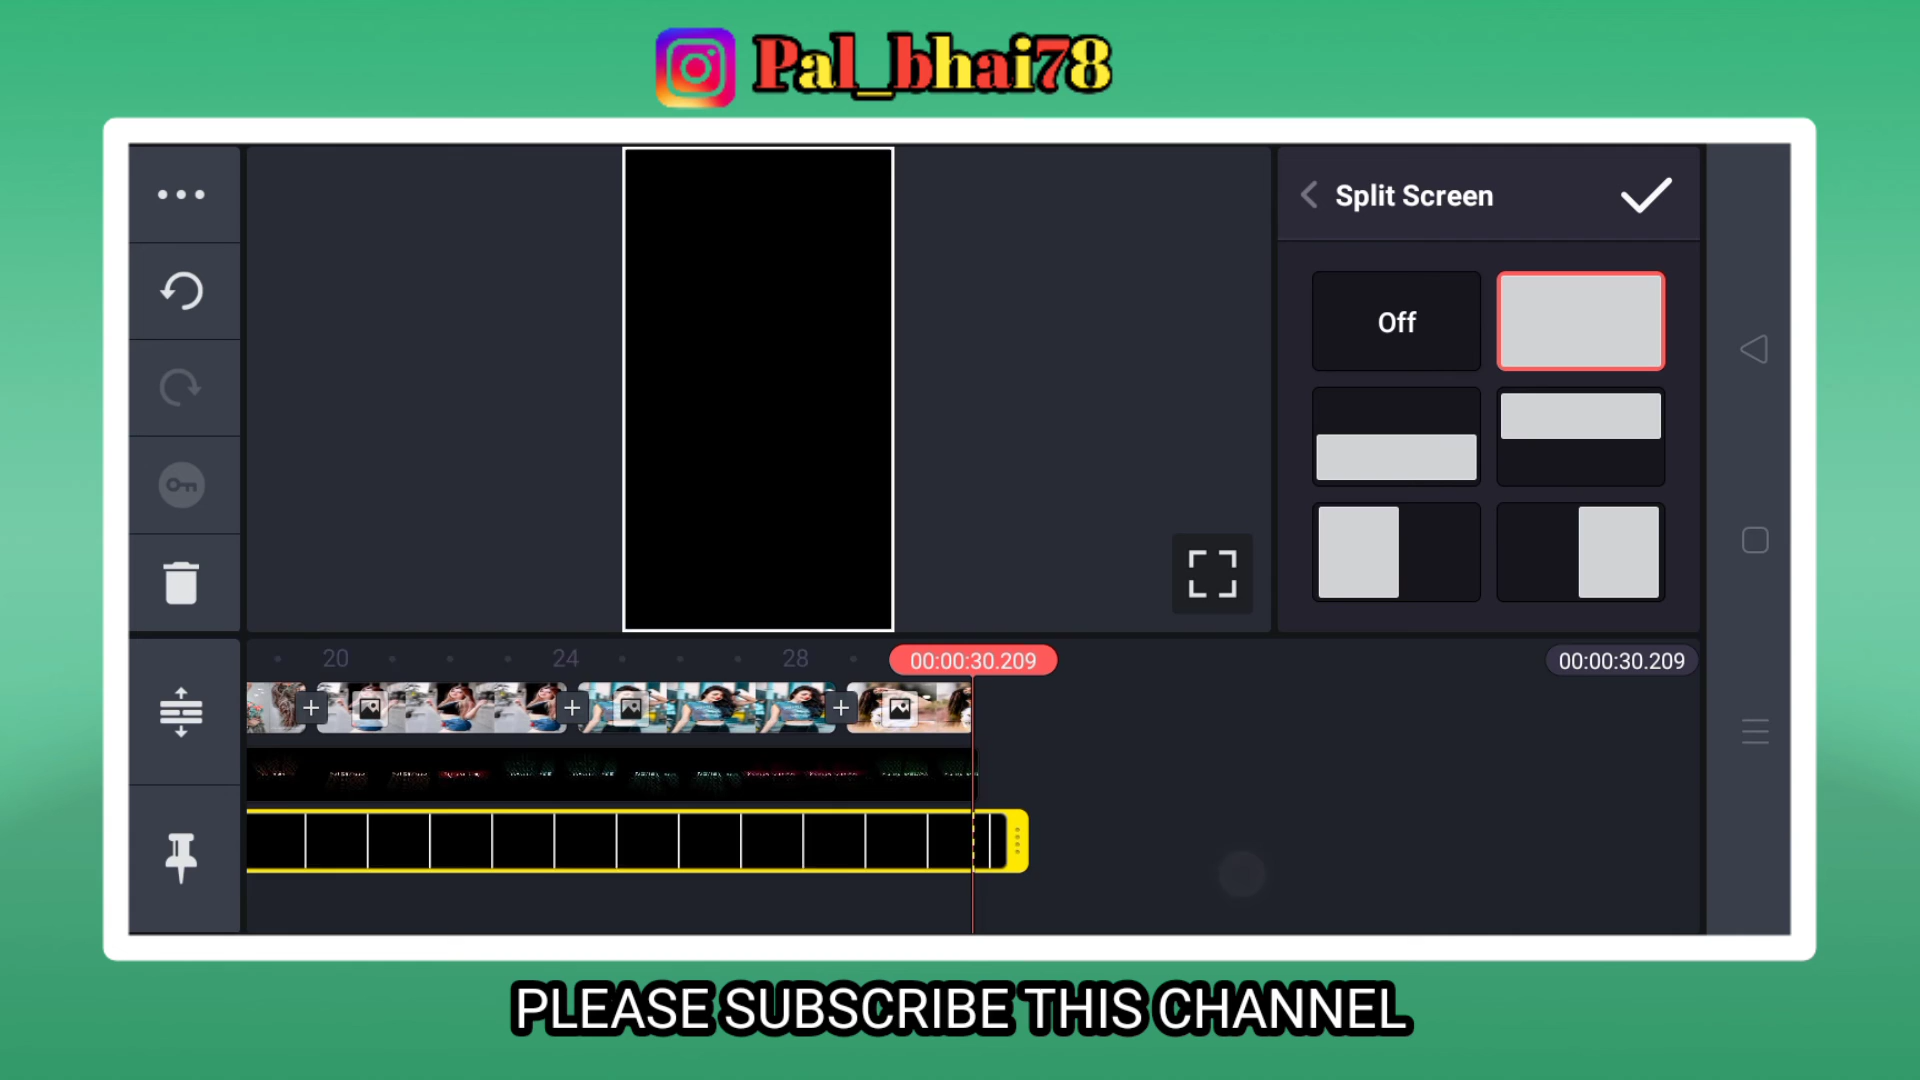 Pal_bhai78
Split Screen
Off
20
24
28
00:00:30.209
00:00:30.209
PLEASE SUBSCRIBE THIS CHANNEL